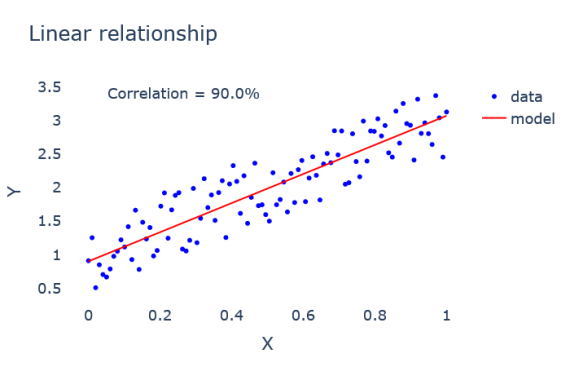 Linear relationship
Correlation = 90.0%
data
model
3.5
3
2.5
2
1.5
1
0.5
Y
0
0.2
0.4
0.6
0.8
1
X